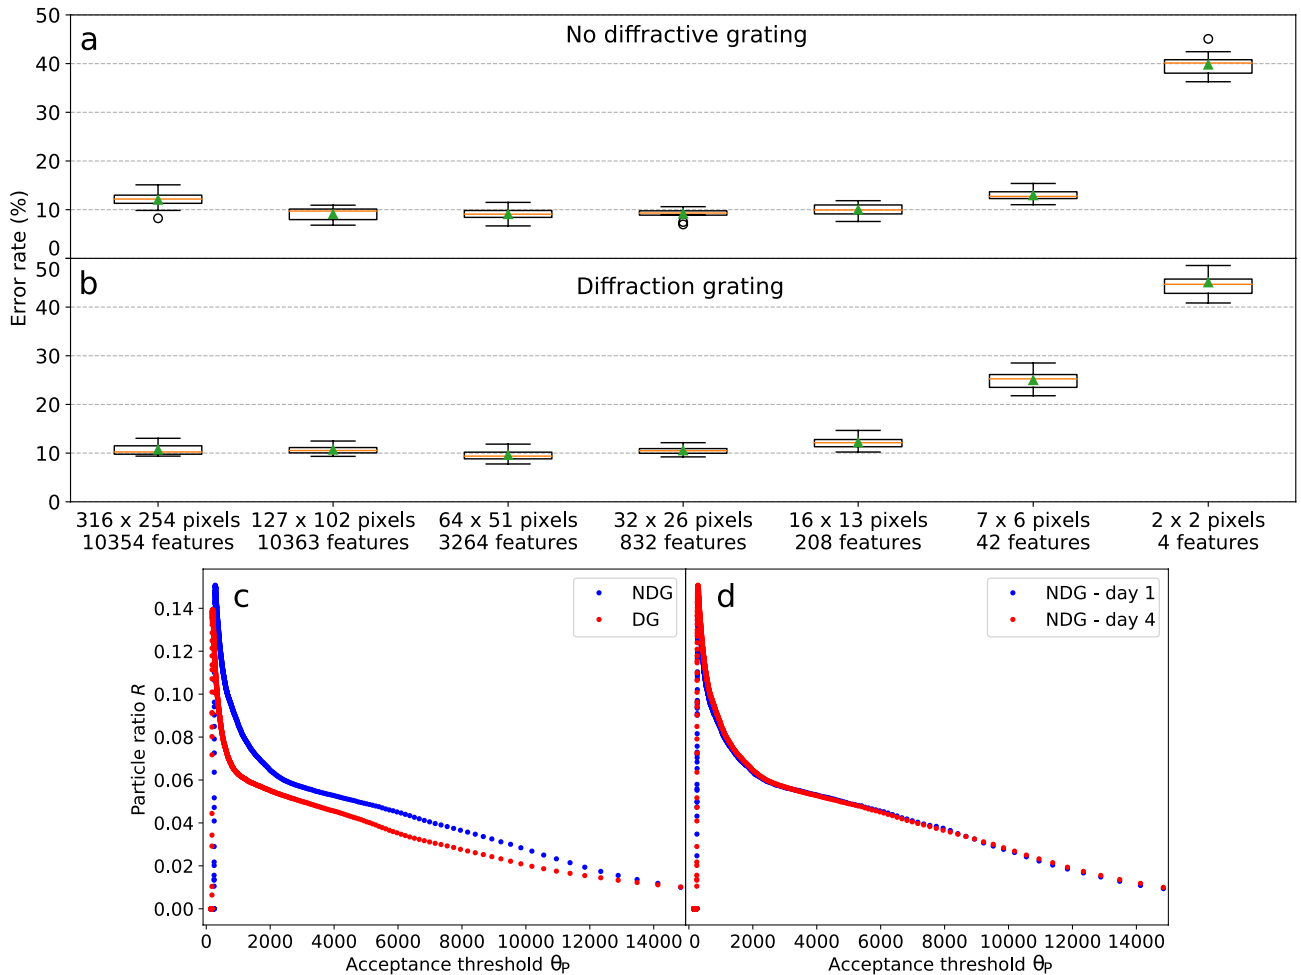 a
No diffractive grating
50
40
30
20
10
0
Error rate (%)
b
Diffraction grating
50
40
30
20
10
0
316 x 254 pixels
10354 features
127 x 102 pixels
10363 features
64 x 51 pixels
3264 features
32 x 26 pixels
832 features
16 x 13 pixels
208 features
7 x 6 pixels
42 features
2 x 2 pixels
4 features
c
NDG
DG
0.14
0.12
0.10
0.08
0.06
0.04
0.02
0.00
Particle ratio R
0 2000 4000 6000 8000 10000 12000 14000
Acceptance threshold θP
d
NDG - day 1
NDG - day 4
0 2000 4000 6000 8000 10000 12000 14000
Acceptance threshold θP